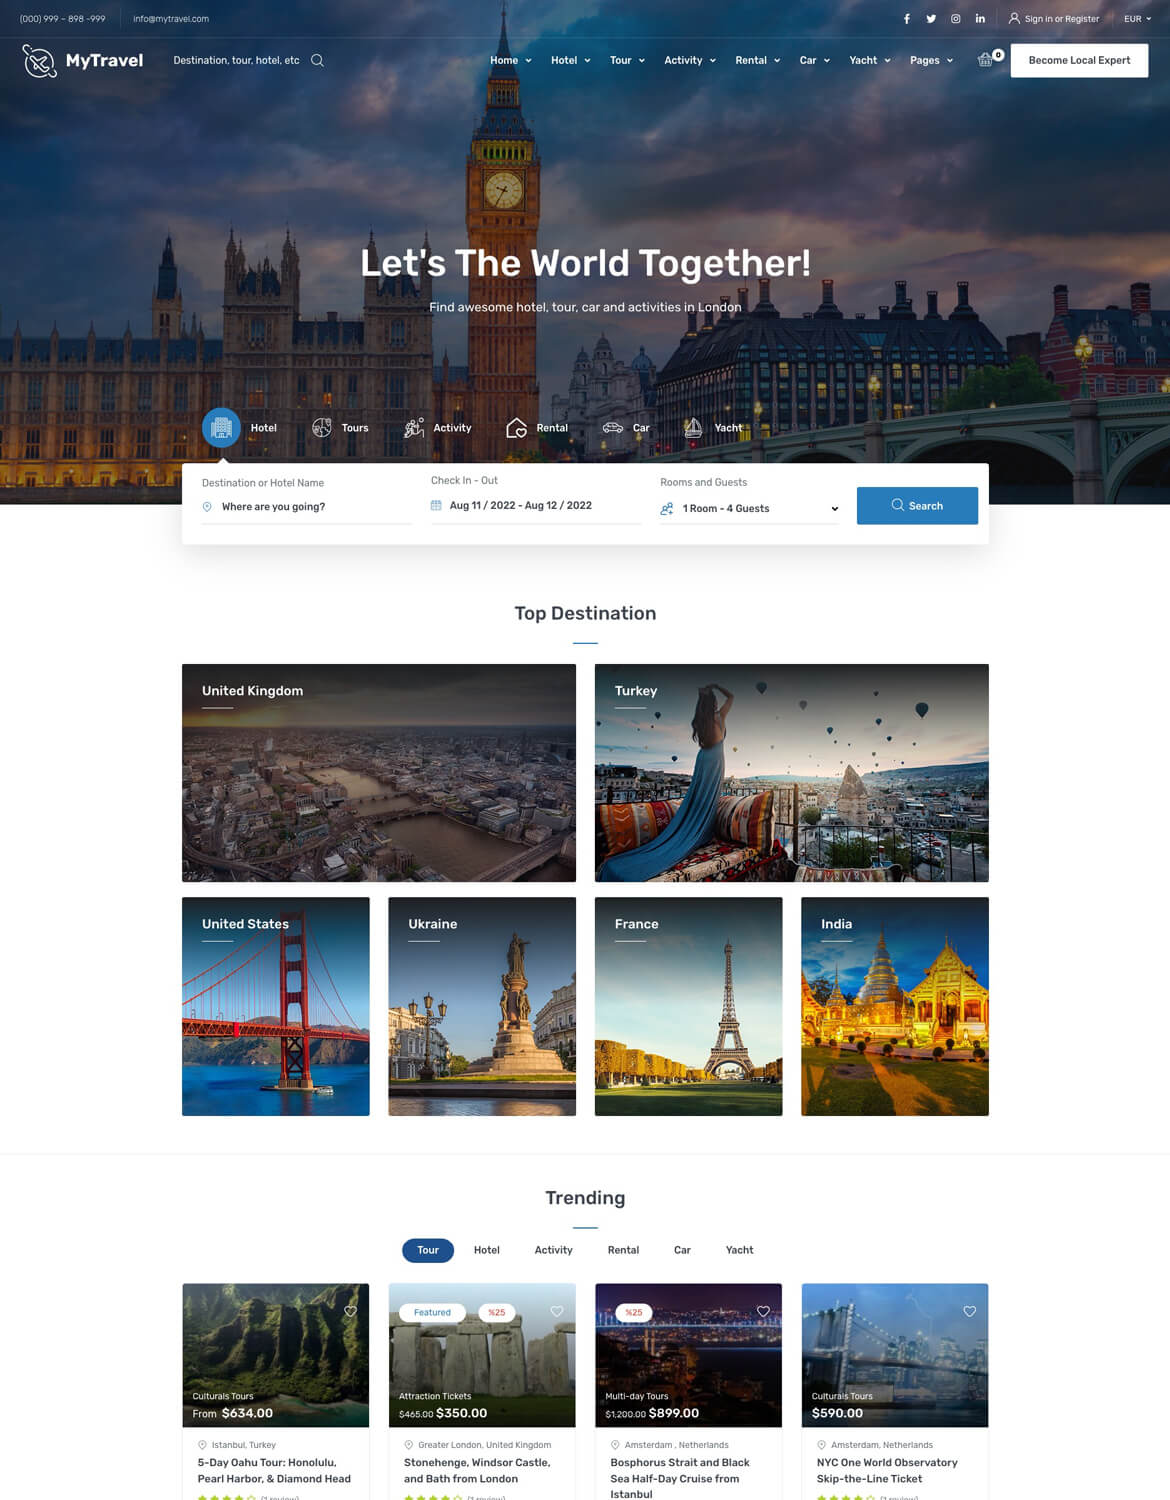 (000) 999 – 898 -999
info@mytravel.com
Sign in or Register
EUR
MyTravel
Destination, tour, hotel, etc
Home
Hotel
Tour
Activity
Rental
Car
Yacht
Pages
0
Become Local Expert
Let's The World Together!
Find awesome hotel, tour, car and activities in London
Hotel
Tours
Activity
Rental
Car
Yacht
Destination or Hotel Name
Where are you going?
Check In - Out
Aug 11 / 2022 - Aug 12 / 2022
Rooms and Guests
1 Room - 4 Guests
Search
Top Destination
United Kingdom
Turkey
United States
Ukraine
France
India
Trending
Tour
Hotel
Activity
Rental
Car
Yacht
Culturals Tours
From $634.00
Istanbul, Turkey
5-Day Oahu Tour: Honolulu,
Pearl Harbor, & Diamond Head
(1 review)
Featured
%25
Attraction Tickets
$465.00 $350.00
Greater London, United Kingdom
Stonehenge, Windsor Castle,
and Bath from London
(1 review)
%25
Multi-day Tours
$1,200.00 $899.00
Amsterdam , Netherlands
Bosphorus Strait and Black
Sea Half-Day Cruise from
Istanbul
Culturals Tours
$590.00
Amsterdam, Netherlands
NYC One World Observatory
Skip-the-Line Ticket
(1 review)